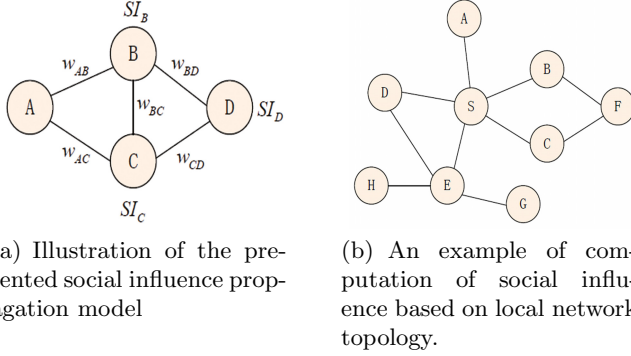 SI_B
w_AB
B
w_BD
A
w_BC
D
SI_D
w_AC
C
w_CD
SI_C
a) Illustration of the pre-
ented social influence prop-
agation model
A
D
B
S
F
C
H
E
G
(b) An example of com-
putation of social influ-
ence based on local network
topology.